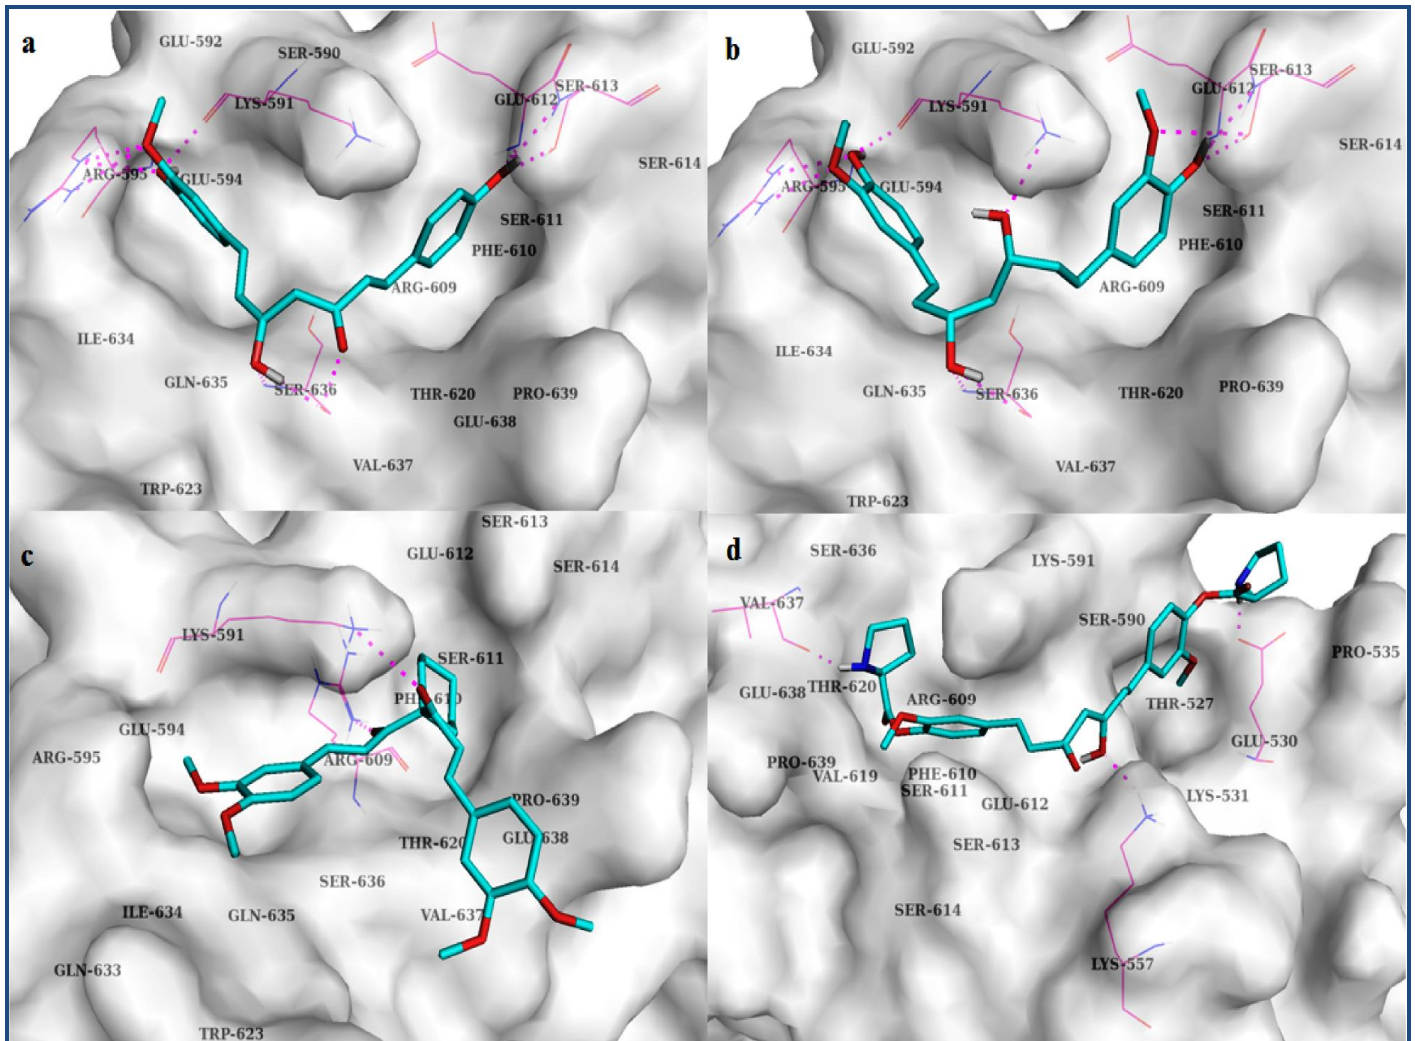 a
GLU-592
SER-590
LYS-591
SER-613
GLU-612
SER-614
ARG-595
GLU-594
SER-611
PHE-610
ARG-609
ILE-634
GLN-635
SER-636
THR-620
PRO-639
GLU-638
VAL-637
TRP-623
b
GLU-592
SER-613
GLU-612
LYS-591
SER-614
ARG-595
GLU-594
SER-611
PHE-610
ARG-609
ILE-634
GLN-635
SER-636
THR-620
PRO-639
VAL-637
TRP-623
c
SER-613
GLU-612
SER-614
LYS-591
SER-611
PHE-610
GLU-594
ARG-595
ARG-609
PRO-639
THR-620
GLU-638
SER-636
ILE-634
GLN-635
VAL-637
GLN-633
TRP-623
d
SER-636
LYS-591
VAL-637
SER-590
PRO-535
GLU-638
THR-620
ARG-609
THR-527
GLU-530
PRO-639
VAL-619
PHE-610
SER-611
GLU-612
LYS-531
SER-613
SER-614
LYS-557